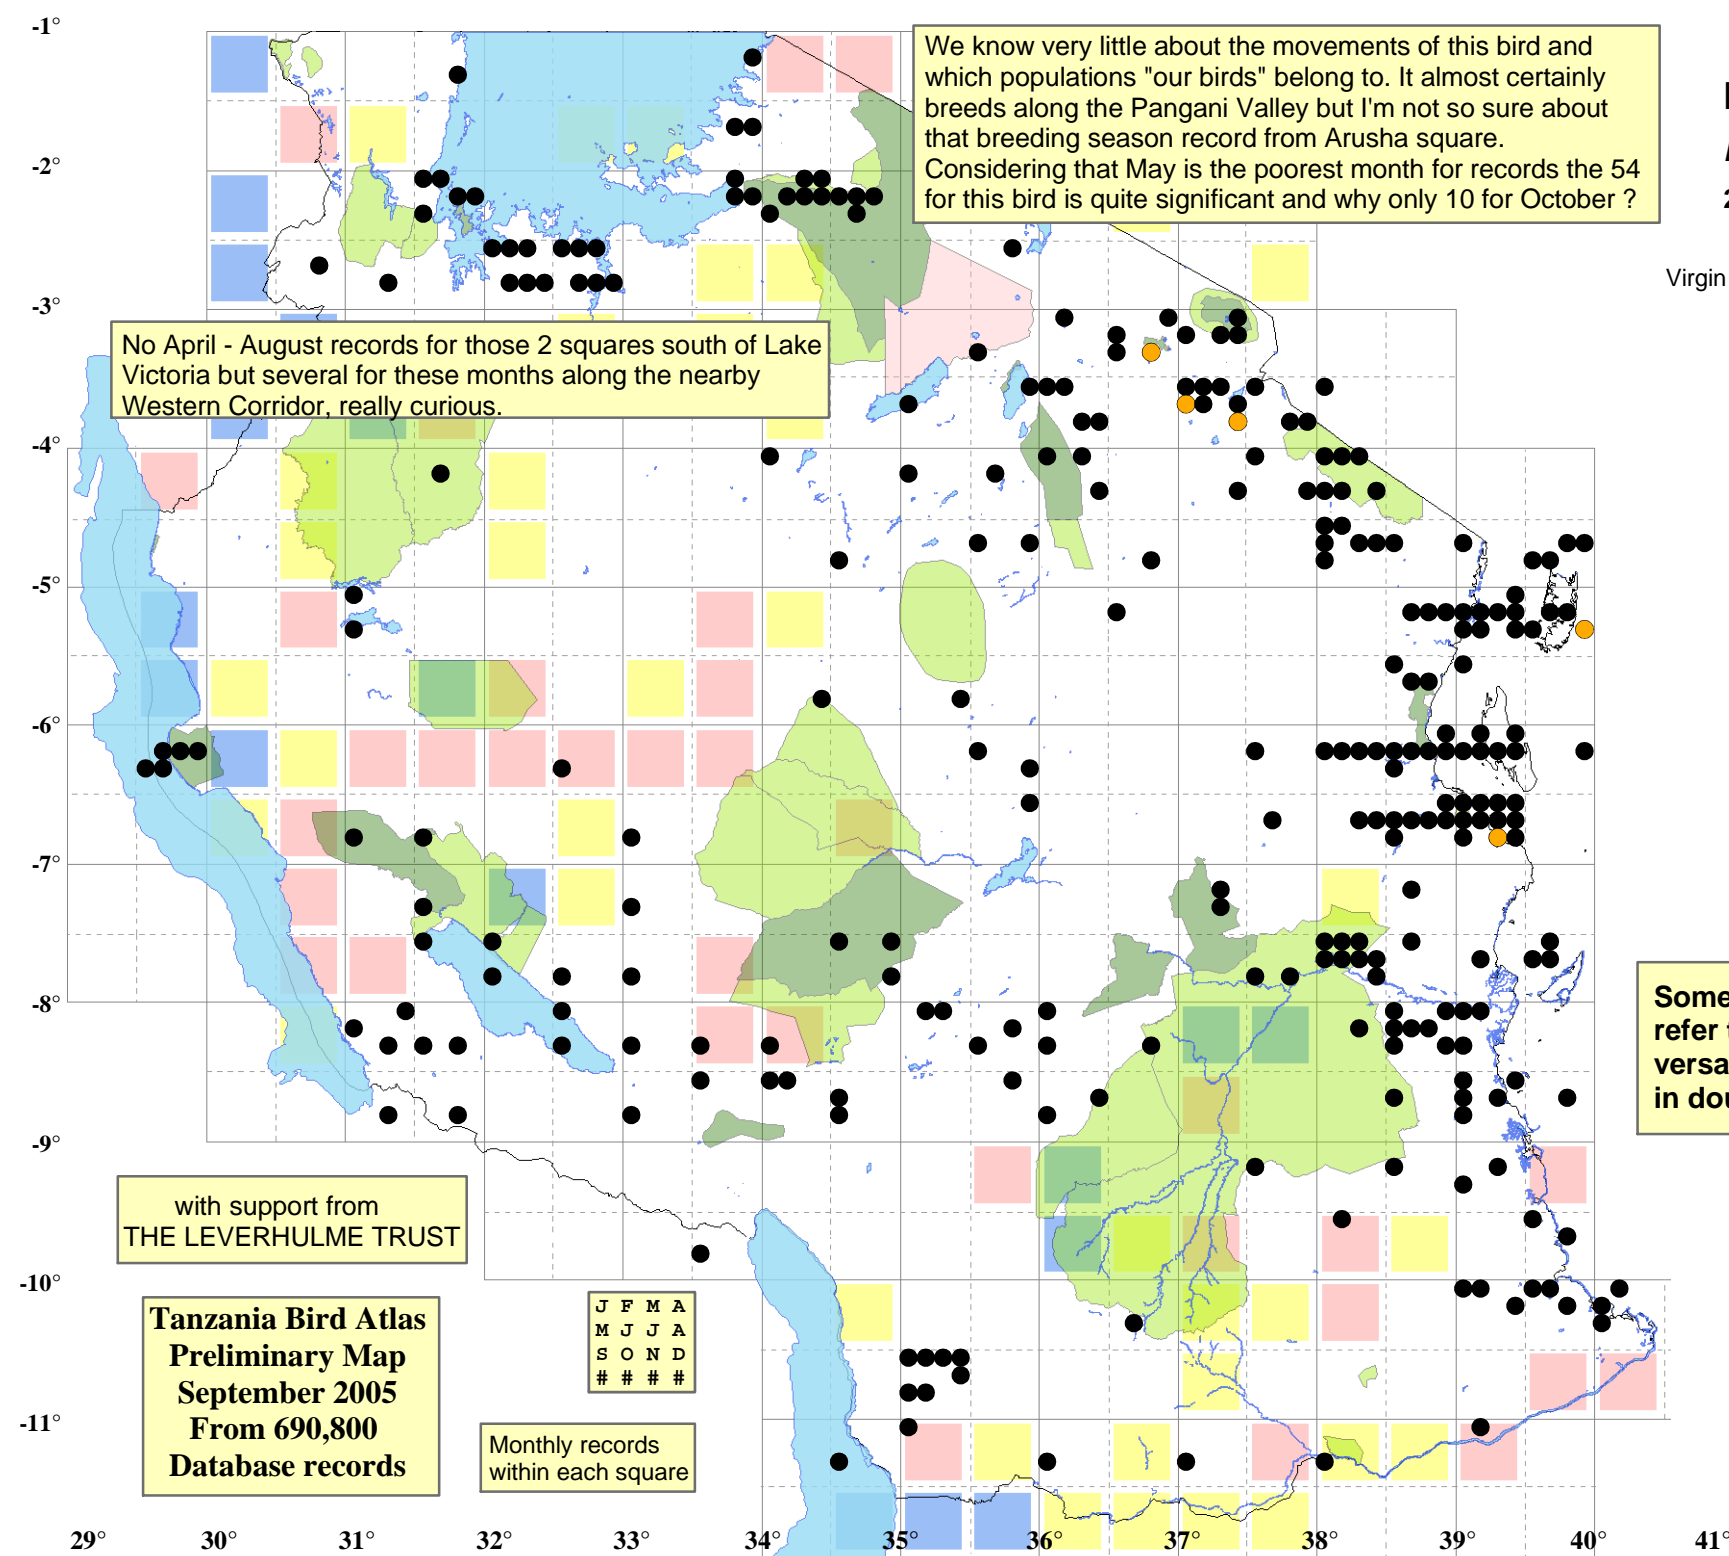 -1°
We know very little about the movements of this bird and
which populations "our birds" belong to. It almost certainly
breeds along the Pangani Valley but I'm not so sure about
that breeding season record from Arusha square.
Considering that May is the poorest month for records the 54
for this bird is quite significant and why only 10 for October ?
-2°
Virgin
-3°
No April - August records for those 2 squares south of Lake
Victoria but several for these months along the nearby
Western Corridor, really curious.
-4°
-5°
-6°
-7°
-8°
Some
refer t
versa
in dou
-9°
with support from
THE LEVERHULME TRUST
-10°
Tanzania Bird Atlas
Preliminary Map
September 2005
From 690,800
Database records
J F M A
M J J A
S O N D
# # # #
-11°
Monthly records
within each square
29° 30° 31° 32° 33° 34° 35° 36° 37° 38° 39° 40° 41°